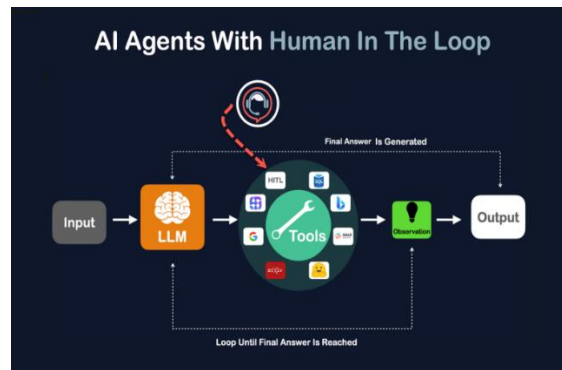 AI Agents With Human In The Loop
Final Answer Is Generated
HITL
Input
LLM
Tools
Observation
Output
Loop Until Final Answer Is Reached